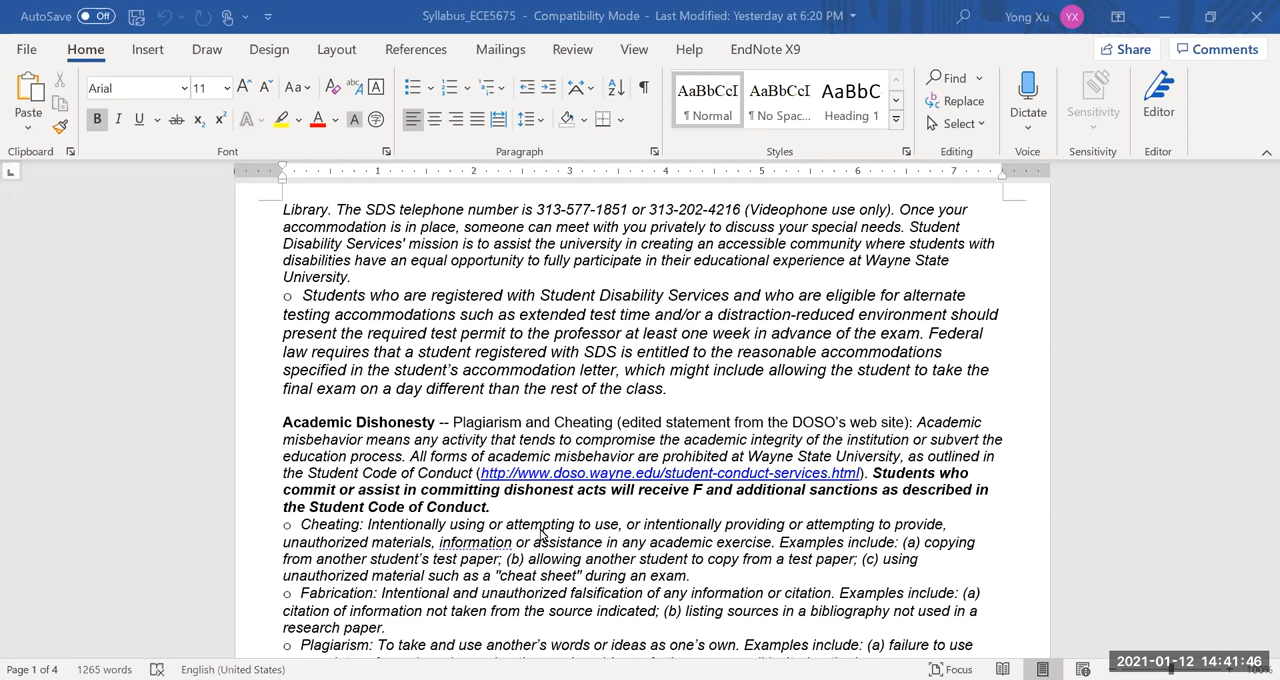 AutoSave Off Syllabus_ECE5675 - Compatibility Mode - Last Modified: Yesterday at 6:20 PM Yong Xu YX
File Home Insert Draw Design Layout References Mailings Review View Help EndNote X9 Share Comments
Paste Arial 11 Aa A AaBbCcI AaBbCcI AaBbC Find Dictate Sensitivity Editor
Replace
B I U ab x₂ x² A A A ¶ Normal ¶ No Spac... Heading 1 Select
Clipboard Font Paragraph Styles Editing Voice Sensitivity Editor
1 2 3 4 5 6 7
Library. The SDS telephone number is 313-577-1851 or 313-202-4216 (Videophone use only). Once your
accommodation is in place, someone can meet with you privately to discuss your special needs. Student
Disability Services' mission is to assist the university in creating an accessible community where students with
disabilities have an equal opportunity to fully participate in their educational experience at Wayne State
University.
○ Students who are registered with Student Disability Services and who are eligible for alternate
testing accommodations such as extended test time and/or a distraction-reduced environment should
present the required test permit to the professor at least one week in advance of the exam. Federal
law requires that a student registered with SDS is entitled to the reasonable accommodations
specified in the student's accommodation letter, which might include allowing the student to take the
final exam on a day different than the rest of the class.
Academic Dishonesty -- Plagiarism and Cheating (edited statement from the DOSO's web site): Academic
misbehavior means any activity that tends to compromise the academic integrity of the institution or subvert the
education process. All forms of academic misbehavior are prohibited at Wayne State University, as outlined in
the Student Code of Conduct (http://www.doso.wayne.edu/student-conduct-services.html). Students who
commit or assist in committing dishonest acts will receive F and additional sanctions as described in
the Student Code of Conduct.
○ Cheating: Intentionally using or attempting to use, or intentionally providing or attempting to provide,
unauthorized materials, information or assistance in any academic exercise. Examples include: (a) copying
from another student's test paper; (b) allowing another student to copy from a test paper; (c) using
unauthorized material such as a "cheat sheet" during an exam.
○ Fabrication: Intentional and unauthorized falsification of any information or citation. Examples include: (a)
citation of information not taken from the source indicated; (b) listing sources in a bibliography not used in a
research paper.
○ Plagiarism: To take and use another's words or ideas as one's own. Examples include: (a) failure to use
Page 1 of 4 1265 words English (United States) Focus 2021-01-12 14:41:46 100%